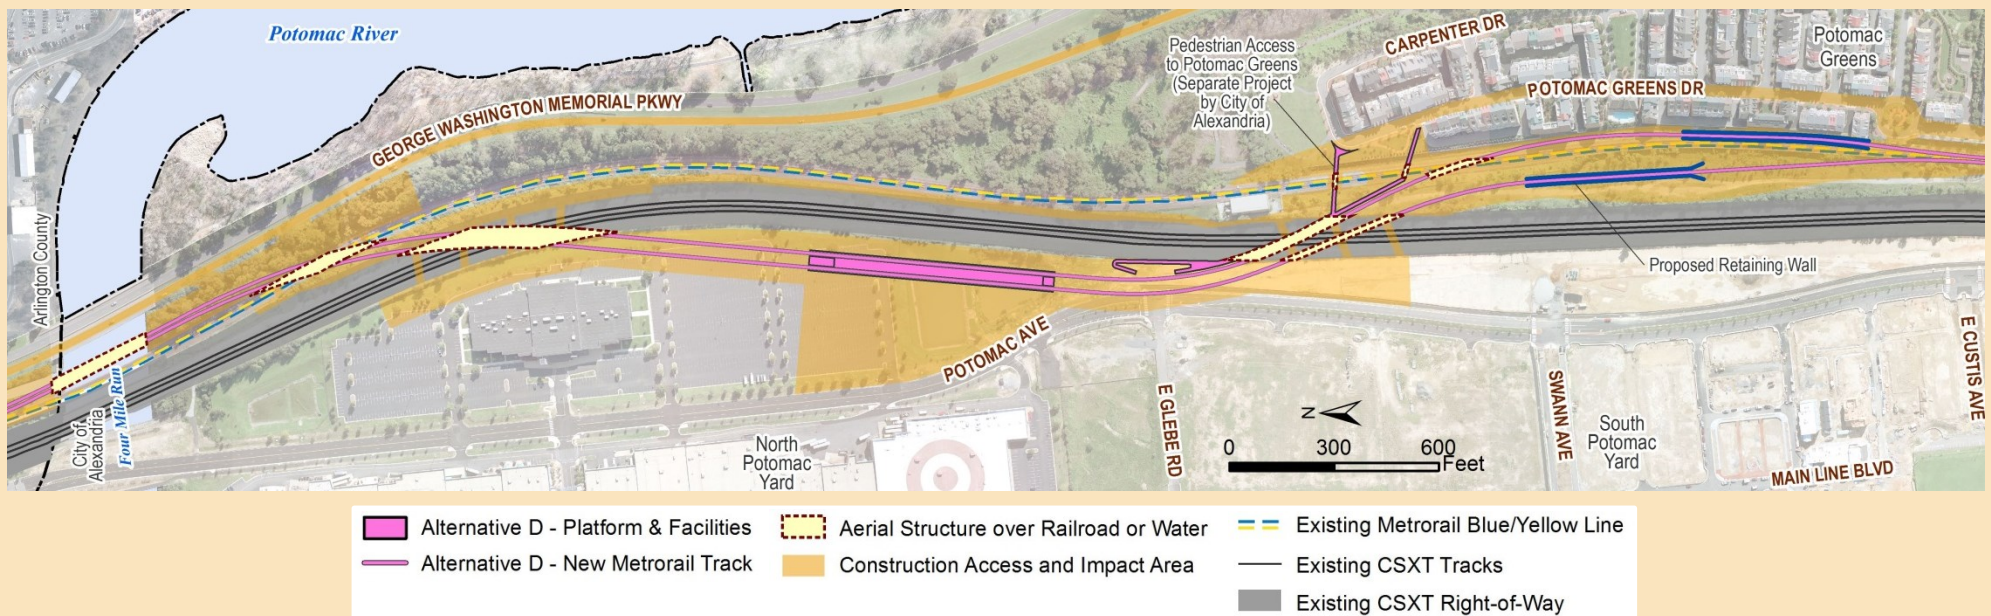 Potomac River
GEORGE WASHINGTON MEMORIAL PKWY
Pedestrian Access
to Potomac Greens
(Separate Project
by City of
Alexandria)
CARPENTER DR
Potomac
Greens
POTOMAC GREENS DR
Arlington County
City of
Alexandria
Four Mile Run
Proposed Retaining Wall
POTOMAC AVE
E GLEBE RD
SWANN AVE
E CUSTIS AVE
North
Potomac
Yard
South
Potomac
Yard
MAIN LINE BLVD
N
0 300 600
Feet
Alternative D - Platform & Facilities
Alternative D - New Metrorail Track
Aerial Structure over Railroad or Water
Construction Access and Impact Area
Existing Metrorail Blue/Yellow Line
Existing CSXT Tracks
Existing CSXT Right-of-Way